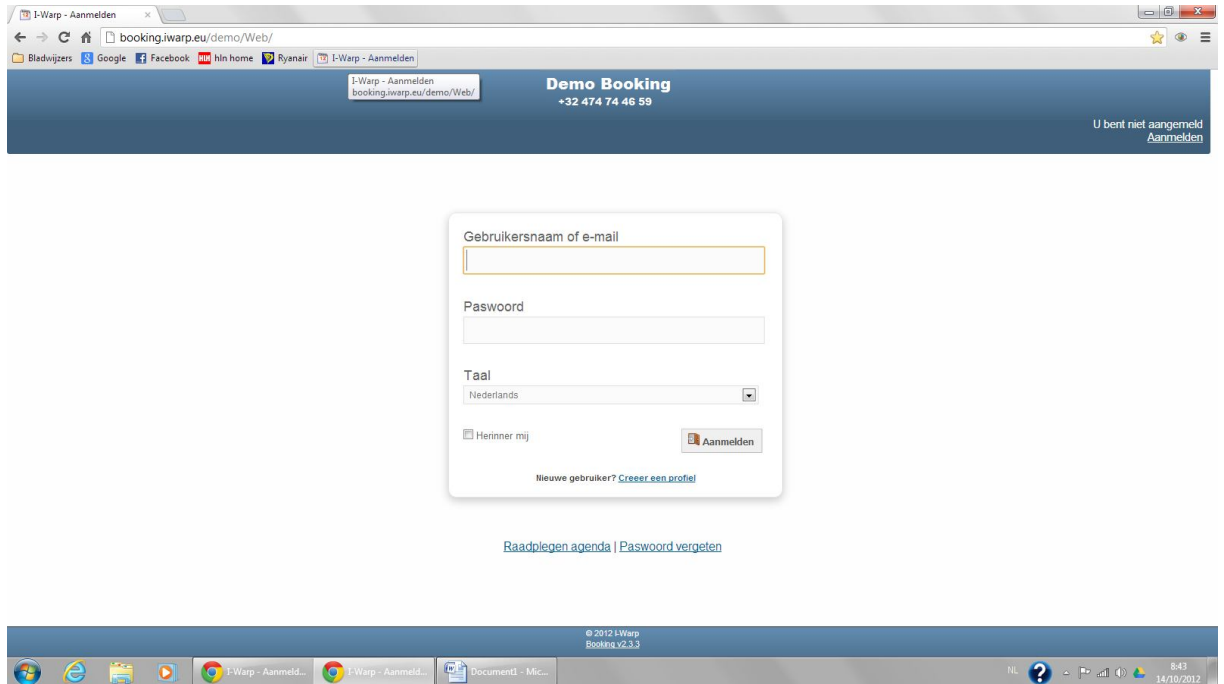 I-Warp - Aanmelden
booking.iwarp.eu/demo/Web/
Bladwijzers Google Facebook hln home Ryanair I-Warp - Aanmelden
I-Warp - Aanmelden
booking.iwarp.eu/demo/Web/
Demo Booking
+32 474 74 46 59
U bent niet aangemeld
Aanmelden
Gebruikersnaam of e-mail
Paswoord
Taal
Nederlands
Herinner mij
Aanmelden
Nieuwe gebruiker? Creeer een profiel
Raadplegen agenda | Paswoord vergeten
© 2012 I-Warp
Booking v2.3.3
I-Warp - Aanmeld... I-Warp - Aanmeld... Document1 - Mic... NL 8:43
14/10/2012